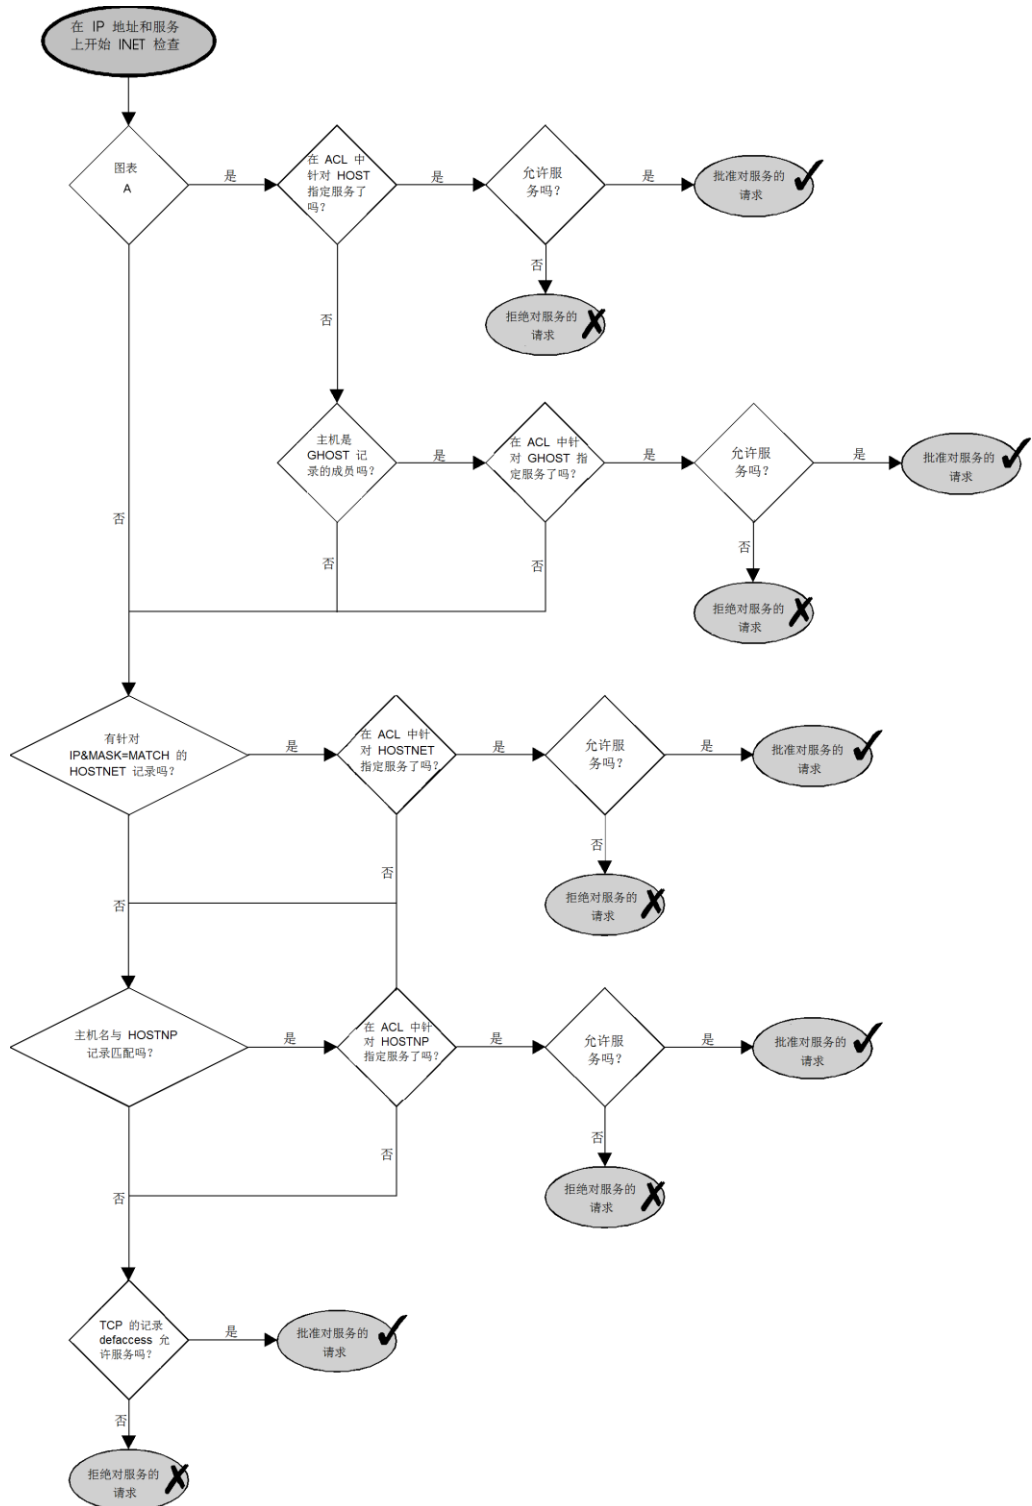 在 IP 地址和服务
上开始 INET 检查
图表
A
是
在 ACL 中
针对 HOST
指定服务了
吗？
是
允许服
务吗？
是
批准对服务的
请求
否
拒绝对服务的
请求
否
主机是
GHOST 记
录的成员吗？
是
在 ACL 中针
对 GHOST 指
定服务了吗？
是
允许服
务吗？
是
批准对服务的
请求
否
否
否
否
拒绝对服务的
请求
有针对
IP&MASK=MATCH 的
HOSTNET 记录吗？
是
在 ACL 中针
对 HOSTNET
指定服务了吗？
是
允许服
务吗？
是
批准对服务的
请求
否
否
否
拒绝对服务的
请求
主机名与 HOSTNP
记录匹配吗？
是
在 ACL 中针
对 HOSTNP
指定服务了吗？
是
允许服
务吗？
是
批准对服务的
请求
否
否
否
拒绝对服务的
请求
TCP 的记录
defaccess 允
许服务吗？
是
批准对服务的
请求
否
拒绝对服务的
请求